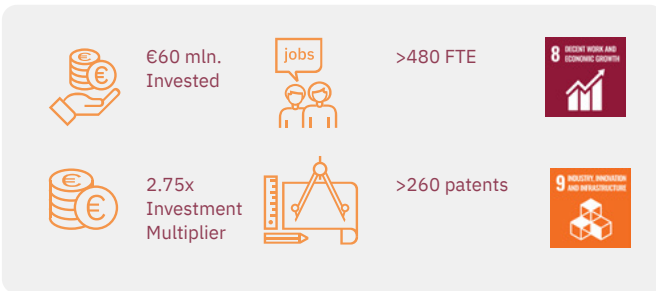 €60 mln.
Invested
jobs
>480 FTE
8 DECENT WORK AND
ECONOMIC GROWTH
2.75x
Investment
Multiplier
>260 patents
9 INDUSTRY, INNOVATION
AND INFRASTRUCTURE